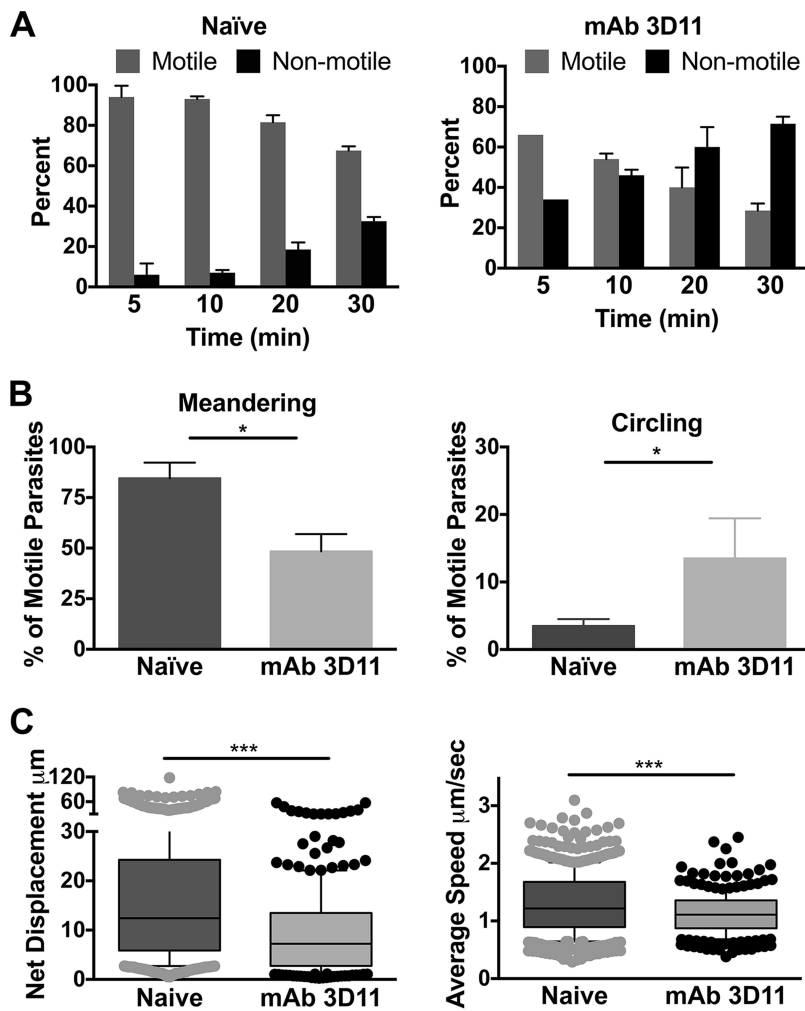 A
Naïve
Motile Non-motile
100
80
60
40
20
0
Percent
5 10 20 30
Time (min)
mAb 3D11
Motile Non-motile
100
80
60
40
20
0
Percent
5 10 20 30
Time (min)
B
Meandering
*
100
75
50
25
0
% of Motile Parasites
Naïve mAb 3D11
Circling
*
30
20
10
0
% of Motile Parasites
Naïve mAb 3D11
C
***
120
60
30
20
10
0
Net Displacement μm
Naive mAb 3D11
***
3
2
1
0
Average Speed μm/sec
Naive mAb 3D11